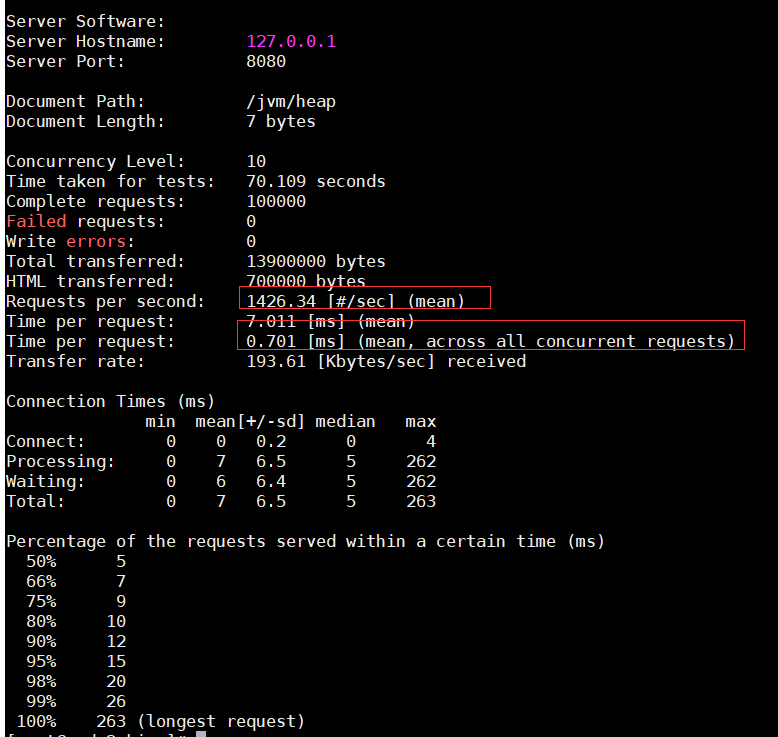 Server Software:
Server Hostname: 127.0.0.1
Server Port: 8080
Document Path: /jvm/heap
Document Length: 7 bytes
Concurrency Level: 10
Time taken for tests: 70.109 seconds
Complete requests: 100000
Failed requests: 0
Write errors: 0
Total transferred: 13900000 bytes
HTML transferred: 700000 bytes
Requests per second: 1426.34 [#/sec] (mean)
Time per request: 7.011 [ms] (mean)
Time per request: 0.701 [ms] (mean, across all concurrent requests)
Transfer rate: 193.61 [Kbytes/sec] received
Connection Times (ms)
min mean[+/-sd] median max
Connect: 0 0 0.2 0 4
Processing: 0 7 6.5 5 262
Waiting: 0 6 6.4 5 262
Total: 0 7 6.5 5 263
Percentage of the requests served within a certain time (ms)
50% 5
66% 7
75% 9
80% 10
90% 12
95% 15
98% 20
99% 26
100% 263 (longest request)